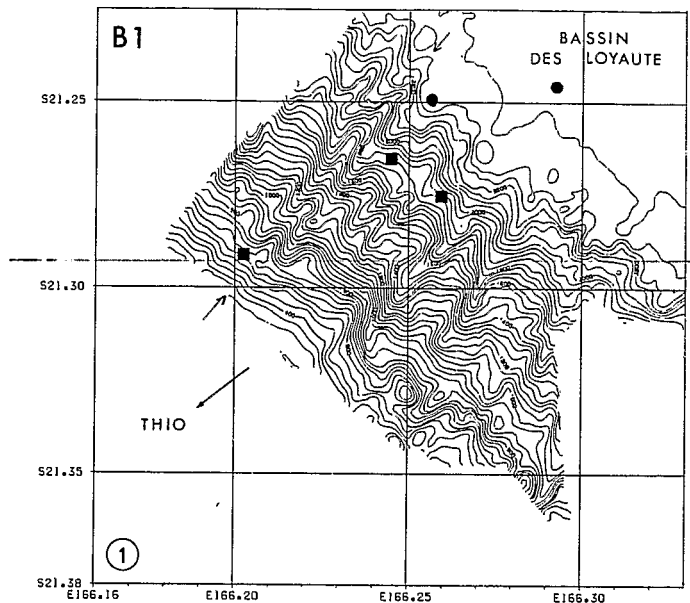 B1
BASSIN
DES LOYAUTE
S21.25
S21.30
THIO
S21.35
1
S21.38
E166.16
E166.20
E166.25
E166.30